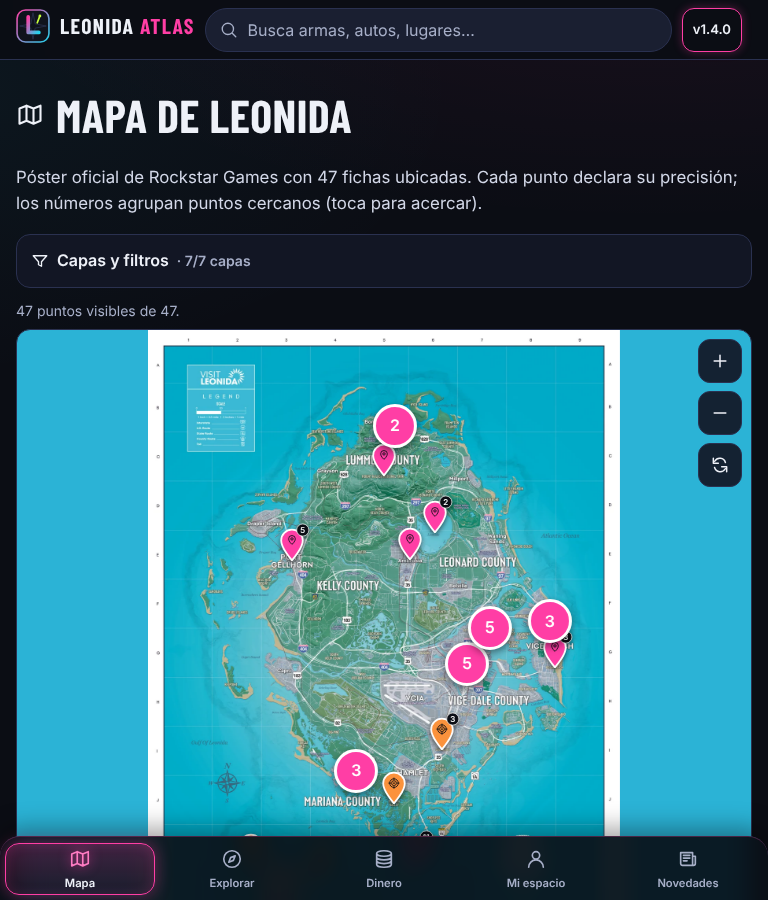 LEONIDA ATLAS
Busca armas, autos, lugares...
v1.4.0
MAPA DE LEONIDA
Póster oficial de Rockstar Games con 47 fichas ubicadas. Cada punto declara su precisión;
los números agrupan puntos cercanos (toca para acercar).
Capas y filtros · 7/7 capas
47 puntos visibles de 47.
VISIT
LEONIDA
LEGEND
2
2
5
GELLHORN
LEONARD COUNTY
KELLY COUNTY
5
3
5
VCIA
VICE-DALE COUNTY
3
3
MARIANA COUNTY
Mapa
Explorar
Dinero
Mi espacio
Novedades